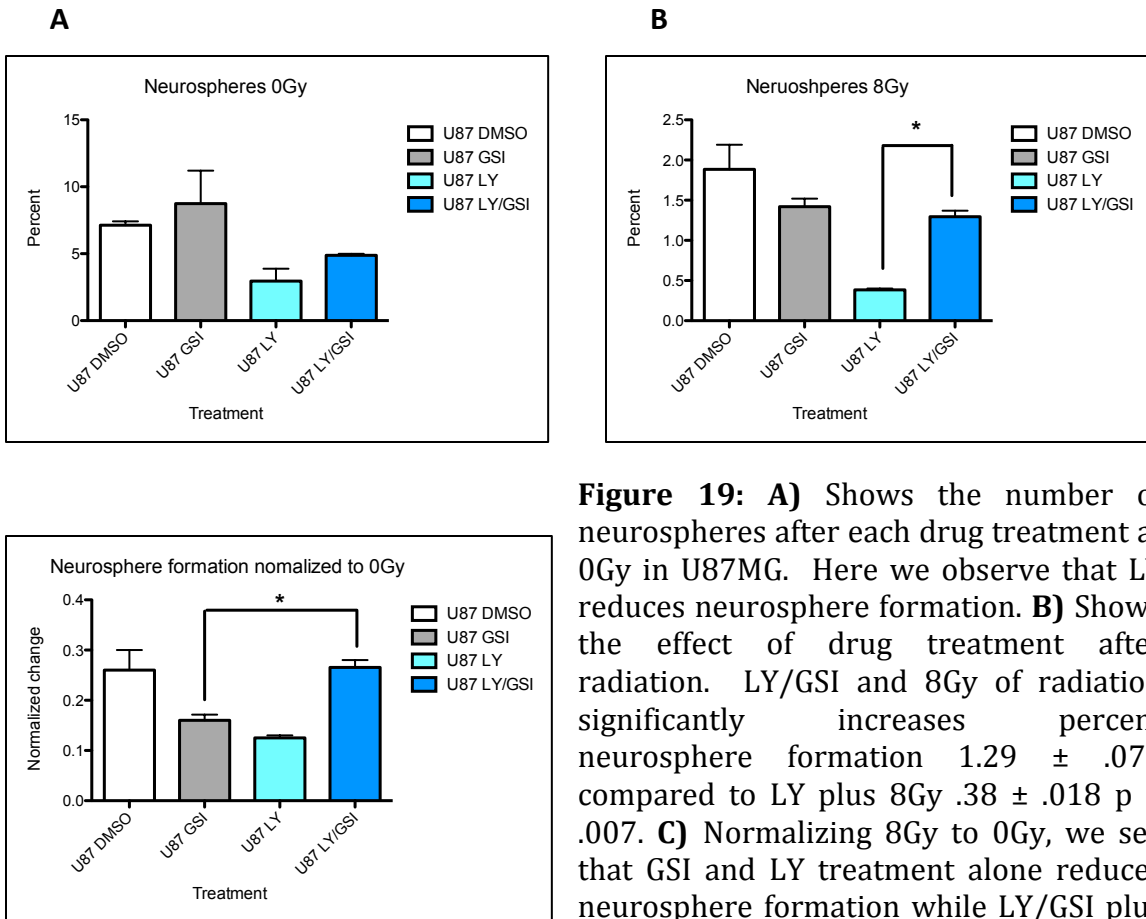 A
Neurospheres 0Gy
15
10
5
0
Percent
U87 DMSO
U87 GSI
U87 LY
U87 LY/GSI
Treatment
U87 DMSO
U87 GSI
U87 LY
U87 LY/GSI
B
Neruoshperes 8Gy
2.5
2.0
1.5
1.0
0.5
0.0
Percent
*
U87 DMSO
U87 GSI
U87 LY
U87 LY/GSI
Treatment
U87 DMSO
U87 GSI
U87 LY
U87 LY/GSI
Neurosphere formation nomalized to 0Gy
0.4
0.3
0.2
0.1
0.0
Normalized change
*
U87 DMSO
U87 GSI
U87 LY
U87 LY/GSI
Treatment
U87 DMSO
U87 GSI
U87 LY
U87 LY/GSI
Figure 19: A) Shows the number
neurospheres after each drug treatment
0Gy in U87MG. Here we observe that
reduces neurosphere formation. B)
the effect of drug treatment
radiation. LY/GSI and 8Gy of
significantly increases
neurosphere formation 1.29 ±
compared to LY plus 8Gy .38 ± .018 p
.007. C) Normalizing 8Gy to 0Gy, we
that GSI and LY treatment alone
neurosphere formation while LY/GSI